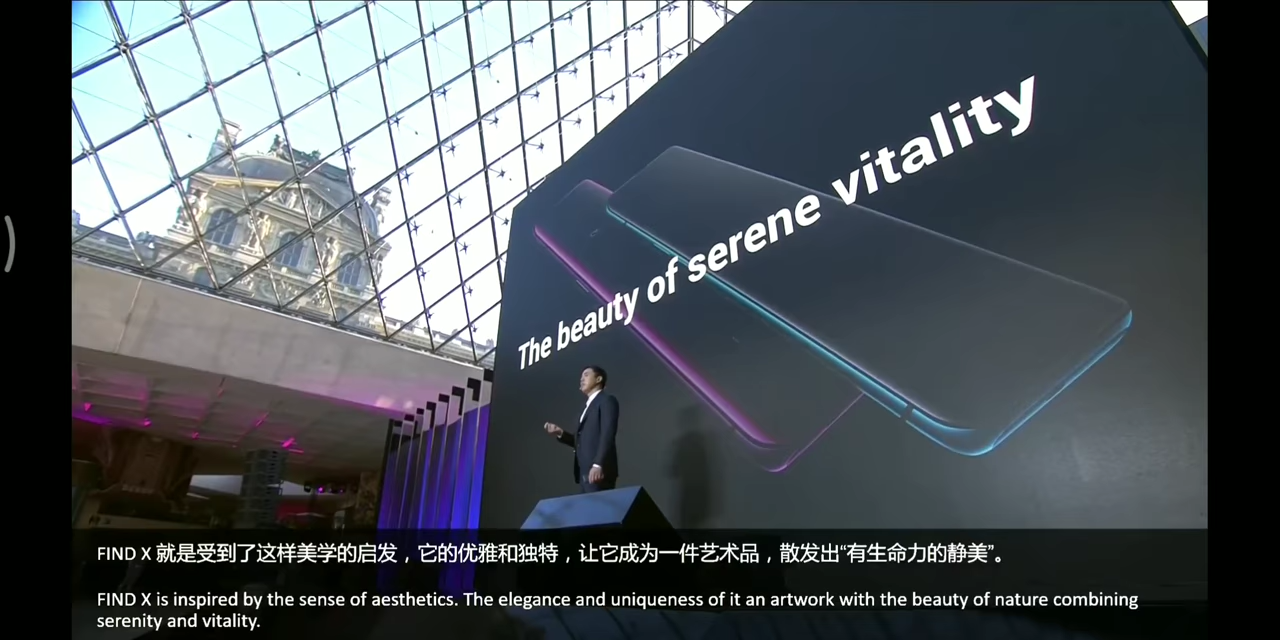 The beauty of serene vitality
FIND X 就是受到了这样美学的启发，它的优雅和独特，让它成为一件艺术品，散发出“有生命力的静美”。
FIND X is inspired by the sense of aesthetics. The elegance and uniqueness of it an artwork with the beauty of nature combining
serenity and vitality.